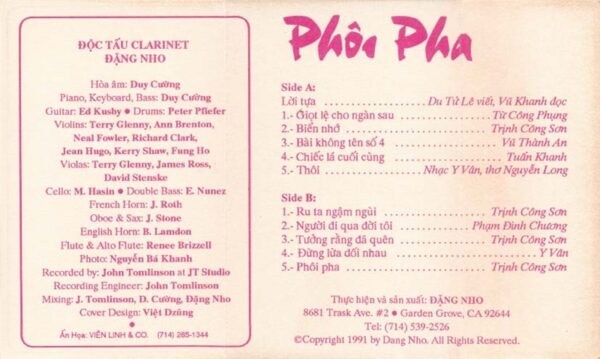 ĐỘC TẤU CLARINET
ĐẶNG NHO
Hòa âm: Duy Cường
Piano, Keyboard, Bass: Duy Cường
Guitar: Ed Kusby ● Drums: Peter Pfiefer
Violins: Terry Glenny, Ann Brenton,
Neal Fowler, Richard Clark,
Jean Hugo, Kerry Shaw, Fung Ho
Violas: Terry Glenny, James Ross,
David Stenske
Cello: M. Hasin ● Double Bass: E. Nunez
French Horn: J. Roth
Oboe & Sax: J. Stone
English Horn: B. Lamdon
Flute & Alto Flute: Renee Brizzell
Photo: Nguyễn Bá Khanh
Recorded by: John Tomlinson at JT Studio
Recording Engineer: John Tomlinson
Mixing: J. Tomlinson, D. Cường, Đặng Nho
Cover Design: Việt Dzũng
Ấn Họa: VIỄN LINH & CO. (714) 265-1344
Phôi Pha
Side A:
Lời tựa ........................ Du Tử Lê viết, Vũ Khanh đọc
1.- Giọt lệ cho ngàn sau ........................ Từ Công Phụng
2.- Biển nhớ ........................ Trịnh Công Sơn
3.- Bài không tên số 4 ........................ Vũ Thành An
4.- Chiếc lá cuối cùng ........................ Tuấn Khanh
5.- Thôi ........................ Nhạc Y Vân, thơ Nguyễn Long
Side B:
1.- Ru ta ngậm ngùi ........................ Trịnh Công Sơn
2.- Người đi qua đời tôi ........................ Phạm Đình Chương
3.- Tưởng rằng đã quên ........................ Trịnh Công Sơn
4.- Đừng lừa dối nhau ........................ Y Vân
5.- Phôi pha ........................ Trịnh Công Sơn
Thực hiện và sản xuất: ĐẶNG NHO
8681 Trask Ave. #2 ● Garden Grove, CA 92644
Tel: (714) 539-2526
©Copyright 1991 by Dang Nho. All Rights Reserved.